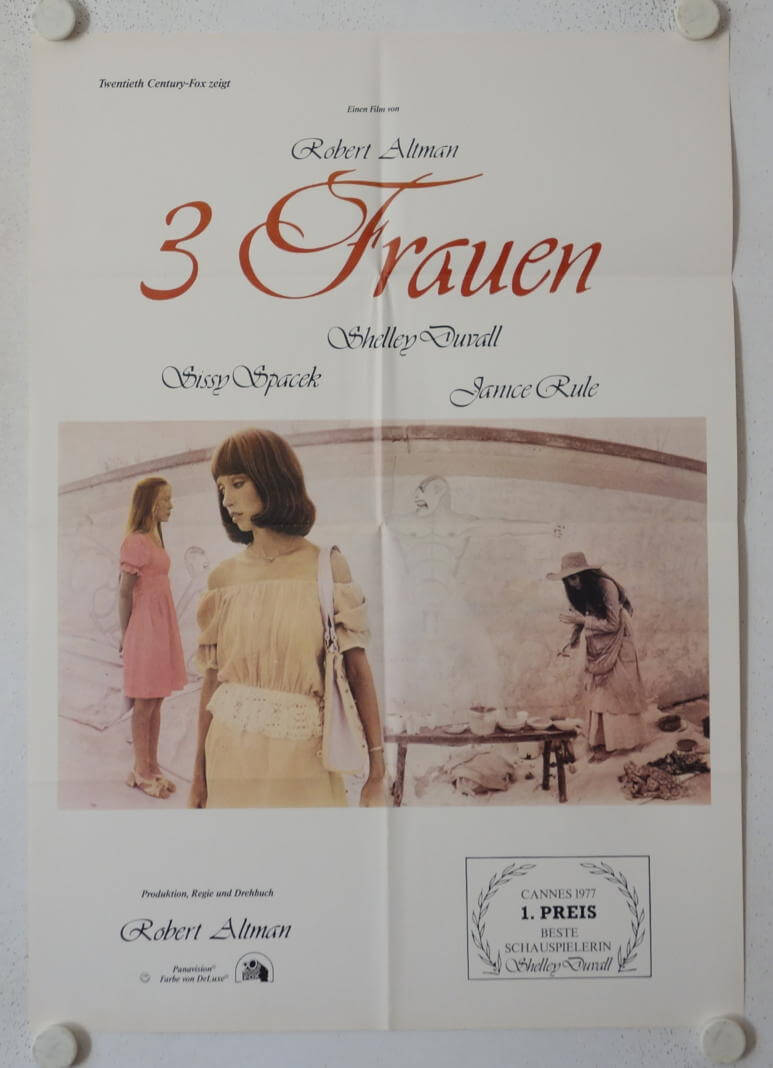 Twentieth Century-Fox zeigt
Einen Film von
Robert Altman
3 Frauen
Shelley Duvall
Sissy Spacek
Janice Rule
Produktion, Regie und Drehbuch
Robert Altman
Panavision®
Farbe von DeLuxe®
CANNES 1977
1. PREIS
BESTE
SCHAUSPIELERIN
Shelley Duvall